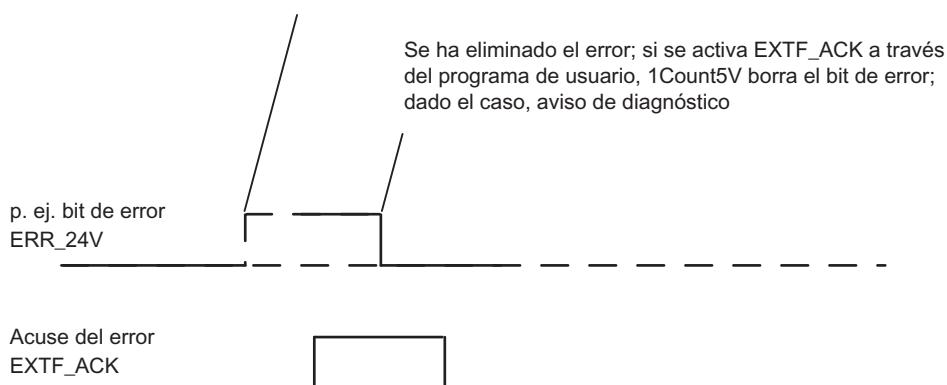 Se ha eliminado el error; si se activa EXTF_ACK a través
del programa de usuario, 1Count5V borra el bit de error;
dado el caso, aviso de diagnóstico
p. ej. bit de error
ERR_24V
Acuse del error
EXTF_ACK